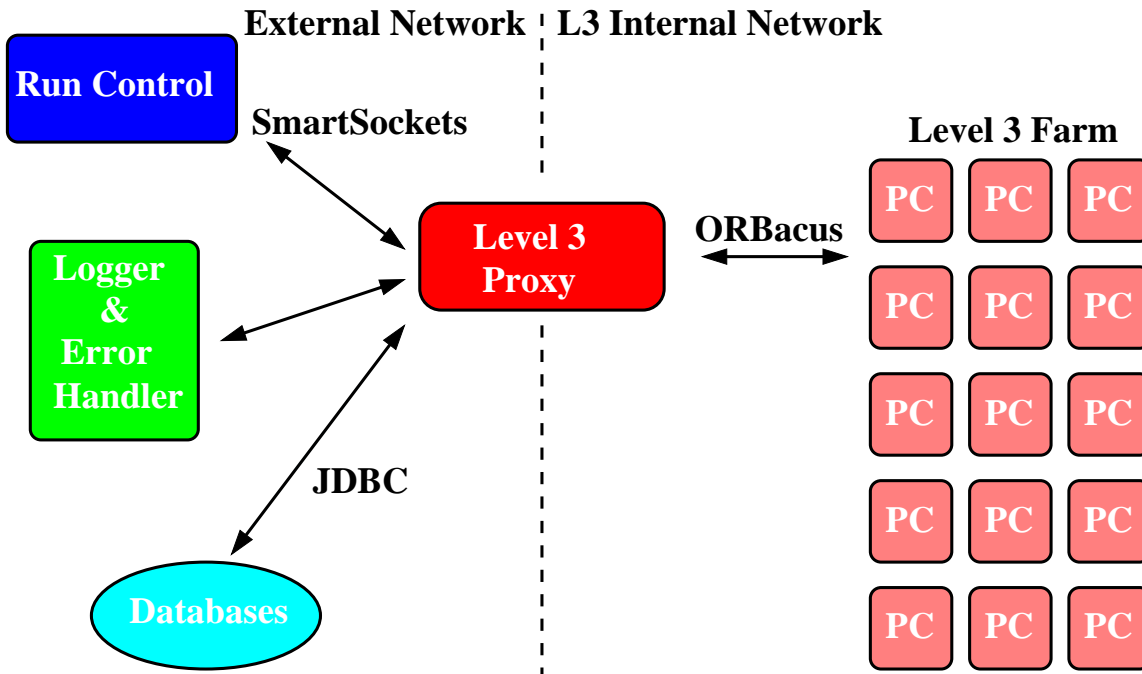 External Network
L3 Internal Network
Run Control
SmartSockets
Level 3 Farm
Level 3
Proxy
ORBacus
Logger
&
Error
Handler
JDBC
Databases
PC PC PC
PC PC PC
PC PC PC
PC PC PC
PC PC PC